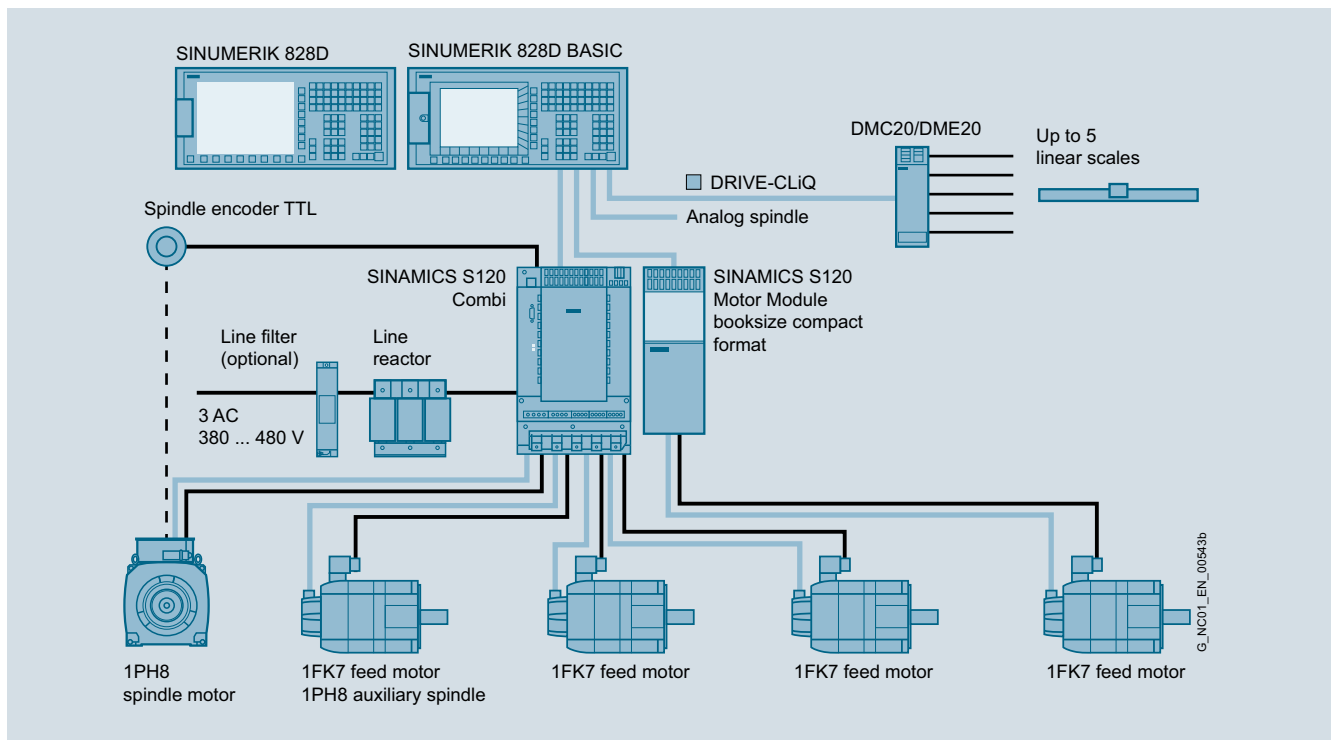 SINUMERIK 828D
SINUMERIK 828D BASIC
DMC20/DME20
Up to 5
linear scales
DRIVE-CLiQ
Analog spindle
Spindle encoder TTL
SINAMICS S120
Combi
SINAMICS S120
Motor Module
booksize compact
format
Line filter
(optional)
Line
reactor
3 AC
380 ... 480 V
1PH8
spindle motor
1FK7 feed motor
1PH8 auxiliary spindle
1FK7 feed motor
1FK7 feed motor
1FK7 feed motor
G_NC01_EN_00543b